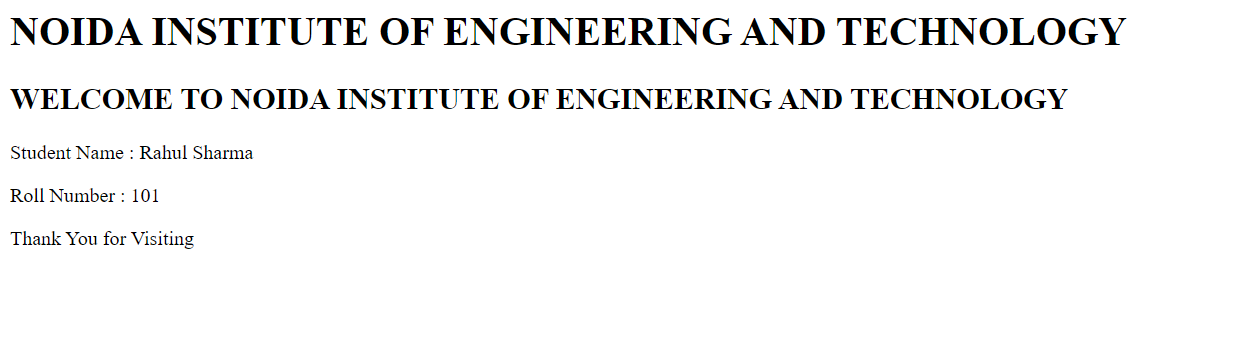 NOIDA INSTITUTE OF ENGINEERING AND TECHNOLOGY
WELCOME TO NOIDA INSTITUTE OF ENGINEERING AND TECHNOLOGY
Student Name : Rahul Sharma
Roll Number : 101
Thank You for Visiting